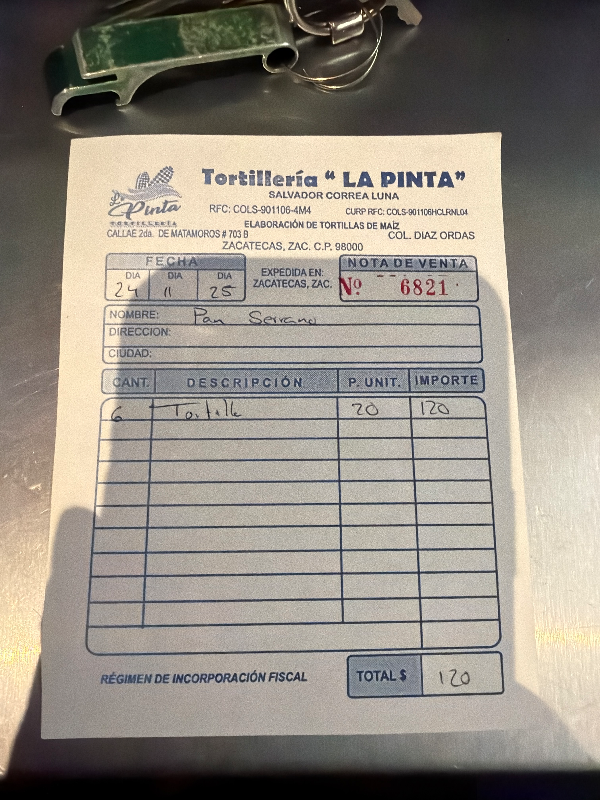 La Pinta
TORTILLERÍA
Tortillería “ LA PINTA”
SALVADOR CORREA LUNA
RFC: COLS-901106-4M4 CURP RFC: COLS-901106HCLRNL04
ELABORACIÓN DE TORTILLAS DE MAÍZ
CALLAE 2da. DE MATAMOROS # 703 B COL. DIAZ ORDAS
ZACATECAS, ZAC. C.P. 98000
FECHA
DIA DIA DIA
24 11 25
EXPEDIDA EN:
ZACATECAS, ZAC.
NOTA DE VENTA
Nº 6821
NOMBRE: Pan Serrano
DIRECCION:
CIUDAD:
CANT. DESCRIPCIÓN P. UNIT. IMPORTE
6 Tortilla 20 120
RÉGIMEN DE INCORPORACIÓN FISCAL TOTAL $ 120